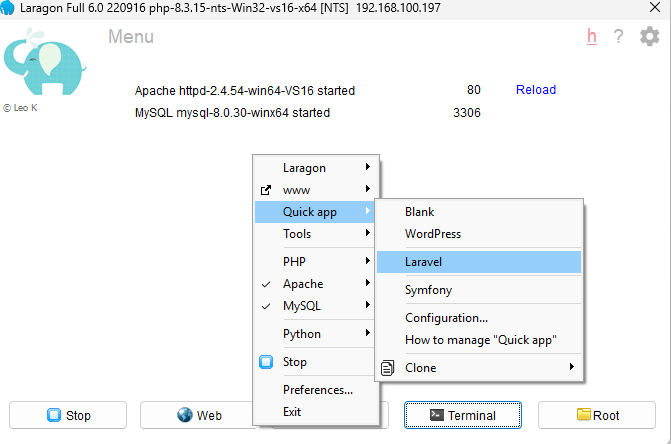 Laragon Full 6.0 220916 php-8.3.15-nts-Win32-vs16-x64 [NTS] 192.168.100.197
Menu
h ?
© Leo K
Apache httpd-2.4.54-win64-VS16 started 80 Reload
MySQL mysql-8.0.30-winx64 started 3306
Laragon
www
Quick app
Tools
PHP
Apache
MySQL
Python
Stop
Preferences...
Exit
Blank
WordPress
Laravel
Symfony
Configuration...
How to manage "Quick app"
Clone
Stop
Web
Terminal
Root